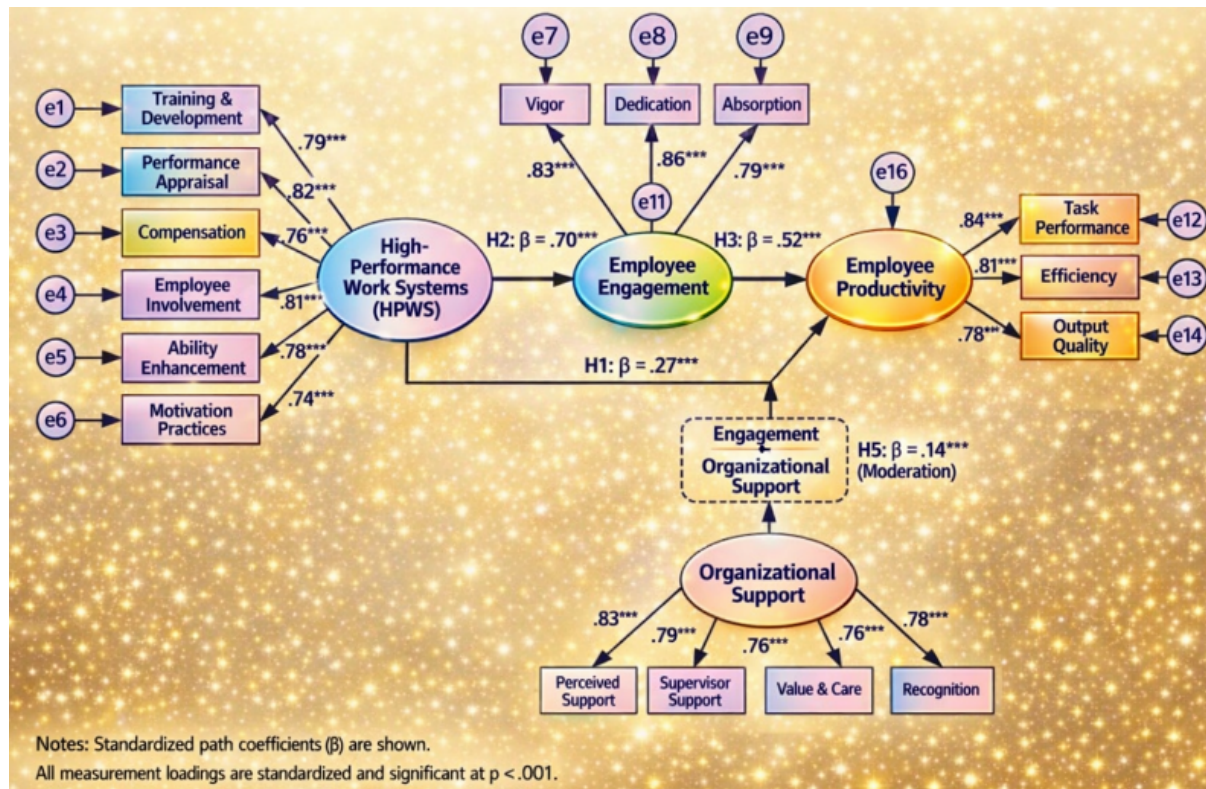 e7
e8
e9
Vigor
Dedication
Absorption
.83***
.86***
.79***
e11
e1
Training &
Development
e2
Performance
Appraisal
e3
Compensation
e4
Employee
Involvement
e5
Ability
Enhancement
e6
Motivation
Practices
.79***
.82***
.76***
.81***
.78***
.74***
High-
Performance
Work Systems
(HPWS)
H2: β = .70***
Employee
Engagement
H3: β = .52***
e16
Employee
Productivity
.84***
.81***
.78***
Task
Performance
e12
Efficiency
e13
Output
Quality
e14
H1: β = .27***
Engagement
Organizational
Support
H5: β = .14***
(Moderation)
Organizational
Support
.83***
.79***
.76***
.76***
.78***
Perceived
Support
Supervisor
Support
Value & Care
Recognition
Notes: Standardized path coefficients (β) are shown.
All measurement loadings are standardized and significant at p < .001.